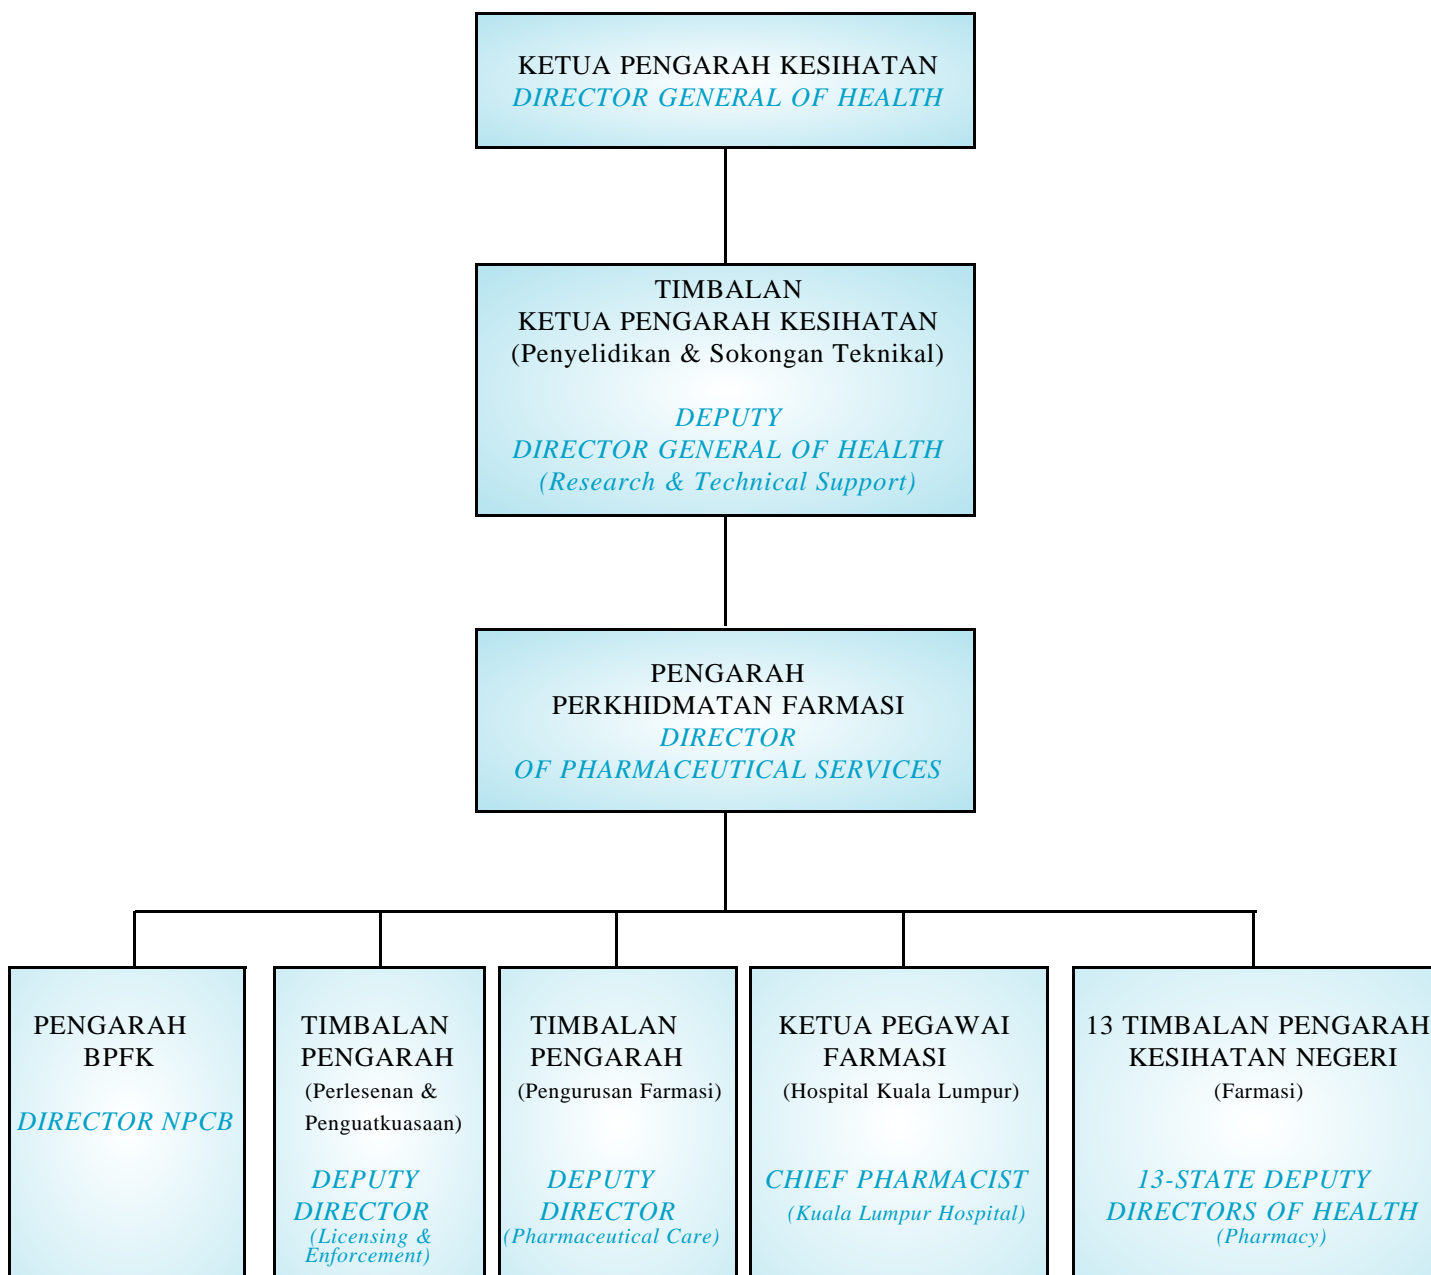 KETUA PENGARAH KESIHATAN
DIRECTOR GENERAL OF HEALTH
TIMBALAN
KETUA PENGARAH KESIHATAN
(Penyelidikan & Sokongan Teknikal)
DEPUTY
DIRECTOR GENERAL OF HEALTH
(Research & Technical Support)
PENGARAH
PERKHIDMATAN FARMASI
DIRECTOR
OF PHARMACEUTICAL SERVICES
PENGARAH
BPFK
DIRECTOR NPCB
TIMBALAN
PENGARAH
(Perlesenan &
Penguatkuasaan)
DEPUTY
DIRECTOR
(Licensing &
Enforcement)
TIMBALAN
PENGARAH
(Pengurusan Farmasi)
DEPUTY
DIRECTOR
(Pharmaceutical Care)
KETUA PEGAWAI
FARMASI
(Hospital Kuala Lumpur)
CHIEF PHARMACIST
(Kuala Lumpur Hospital)
13 TIMBALAN PENGARAH
KESIHATAN NEGERI
(Farmasi)
13-STATE DEPUTY
DIRECTORS OF HEALTH
(Pharmacy)